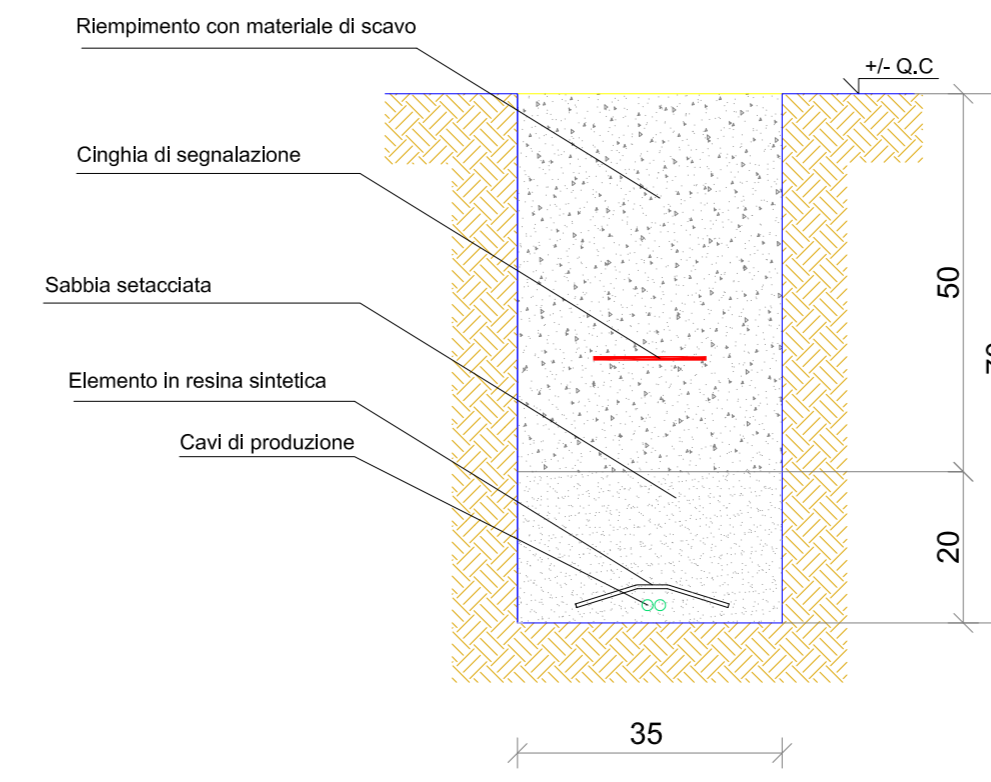 Riempimento con materiale di scavo
+/- Q.C
Cinghia di segnalazione
Sabbia setacciata
50
Elemento in resina sintetica
Cavi di produzione
20
35